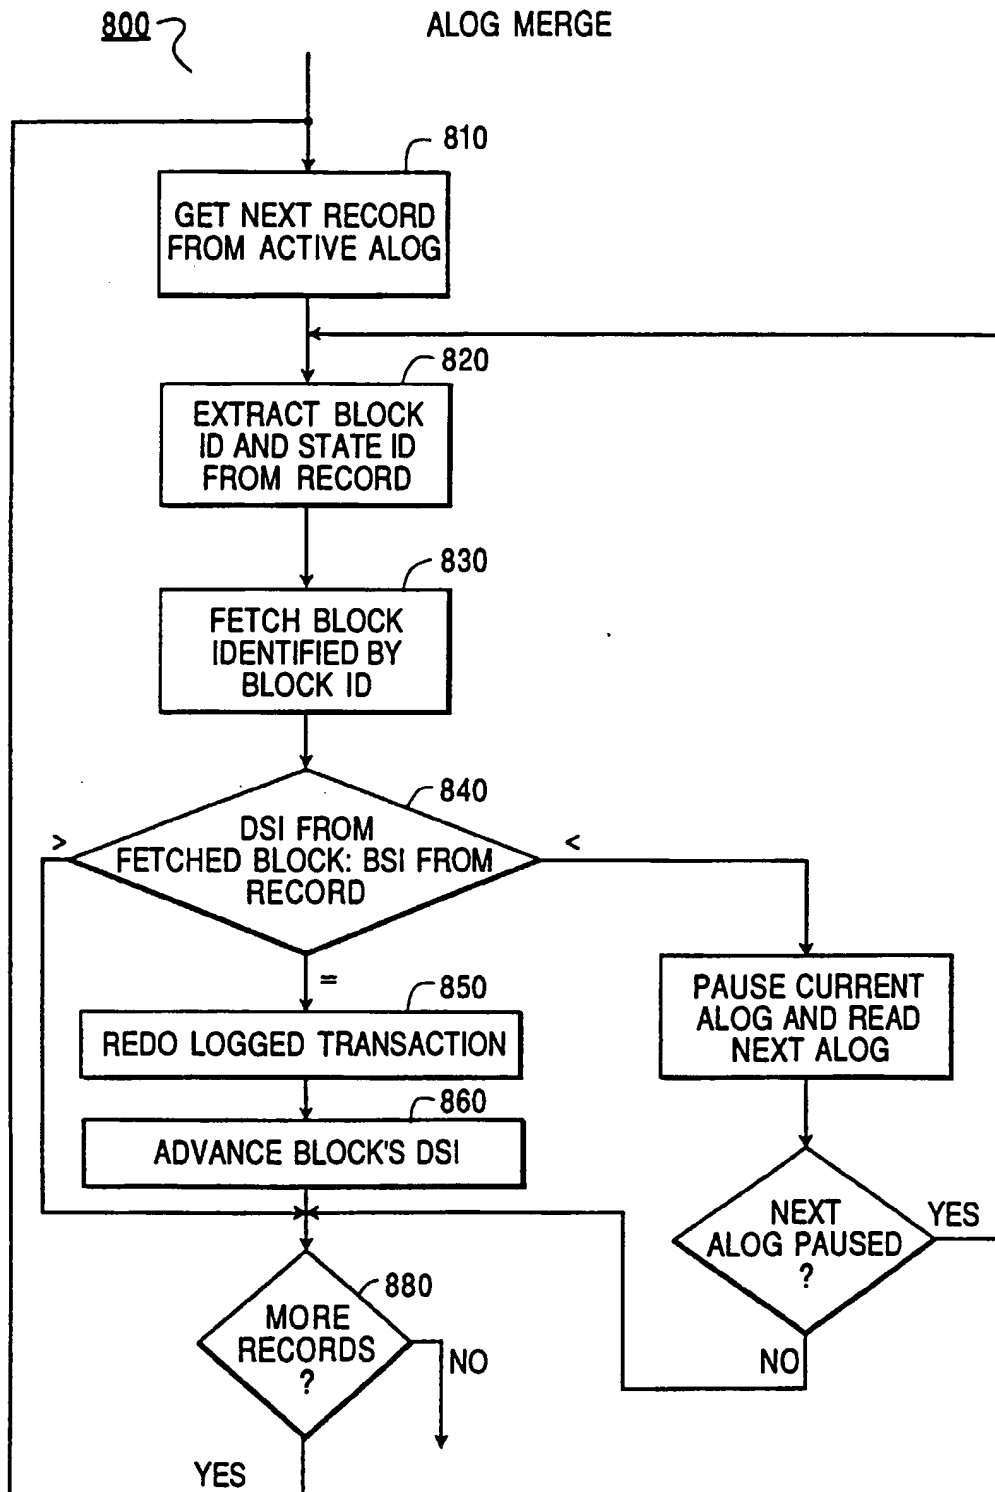 800
ALOG MERGE
810
GET NEXT RECORD
FROM ACTIVE ALOG
820
EXTRACT BLOCK
ID AND STATE ID
FROM RECORD
830
FETCH BLOCK
IDENTIFIED BY
BLOCK ID
840
>
<
DSI FROM
FETCHED BLOCK: BSI FROM
RECORD
=
850
REDO LOGGED TRANSACTION
PAUSE CURRENT
ALOG AND READ
NEXT ALOG
860
ADVANCE BLOCK'S DSI
NEXT
ALOG PAUSED
?
YES
NO
880
MORE
RECORDS
?
NO
YES